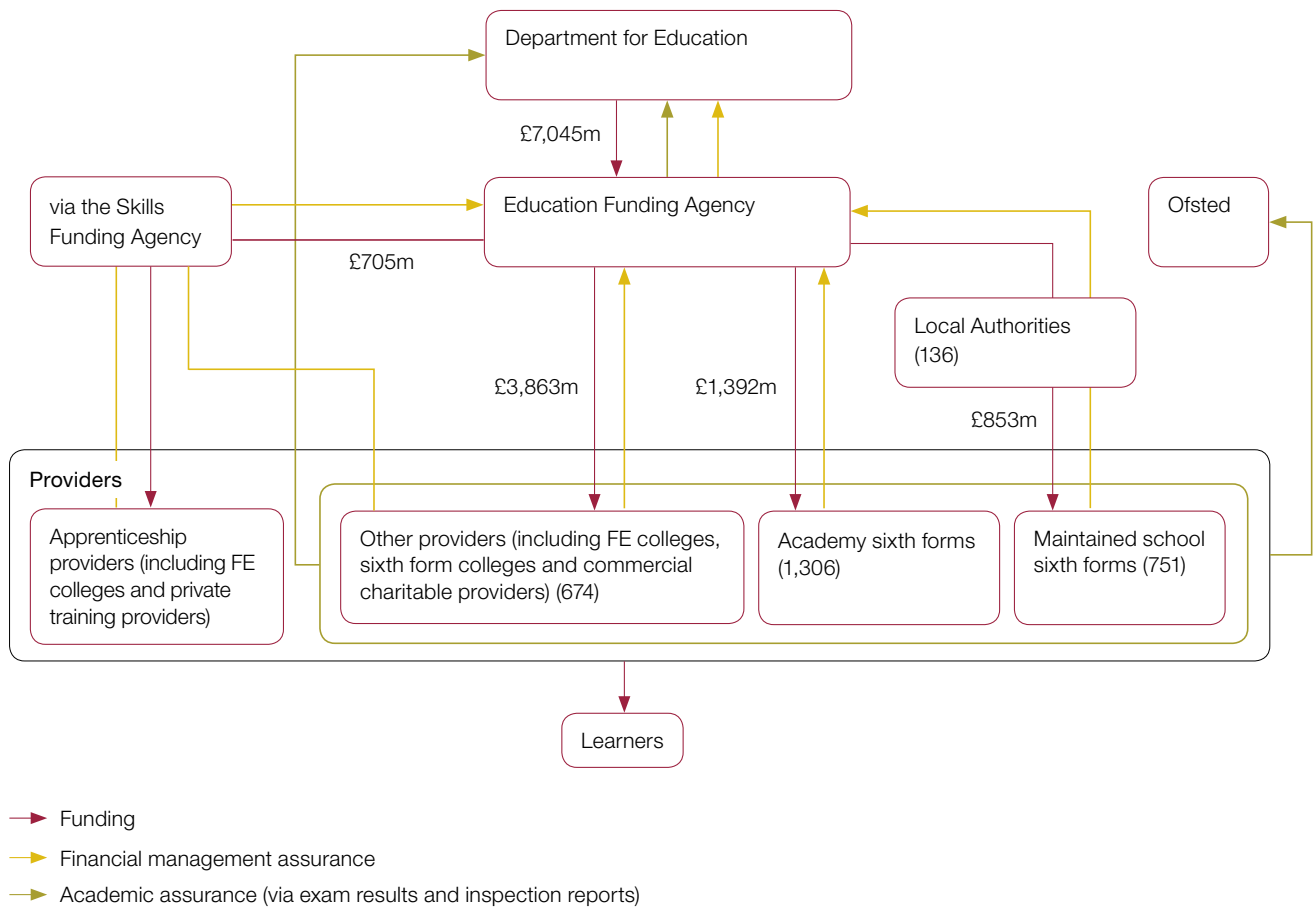 Department for Education
£7,045m
via the Skills
Funding Agency
Education Funding Agency
Ofsted
£705m
Local Authorities
(136)
£3,863m
£1,392m
£853m
Providers
Apprenticeship
providers (including FE
colleges and private
training providers)
Other providers (including FE colleges,
sixth form colleges and commercial
charitable providers) (674)
Academy sixth forms
(1,306)
Maintained school
sixth forms (751)
Learners
Funding
Financial management assurance
Academic assurance (via exam results and inspection reports)